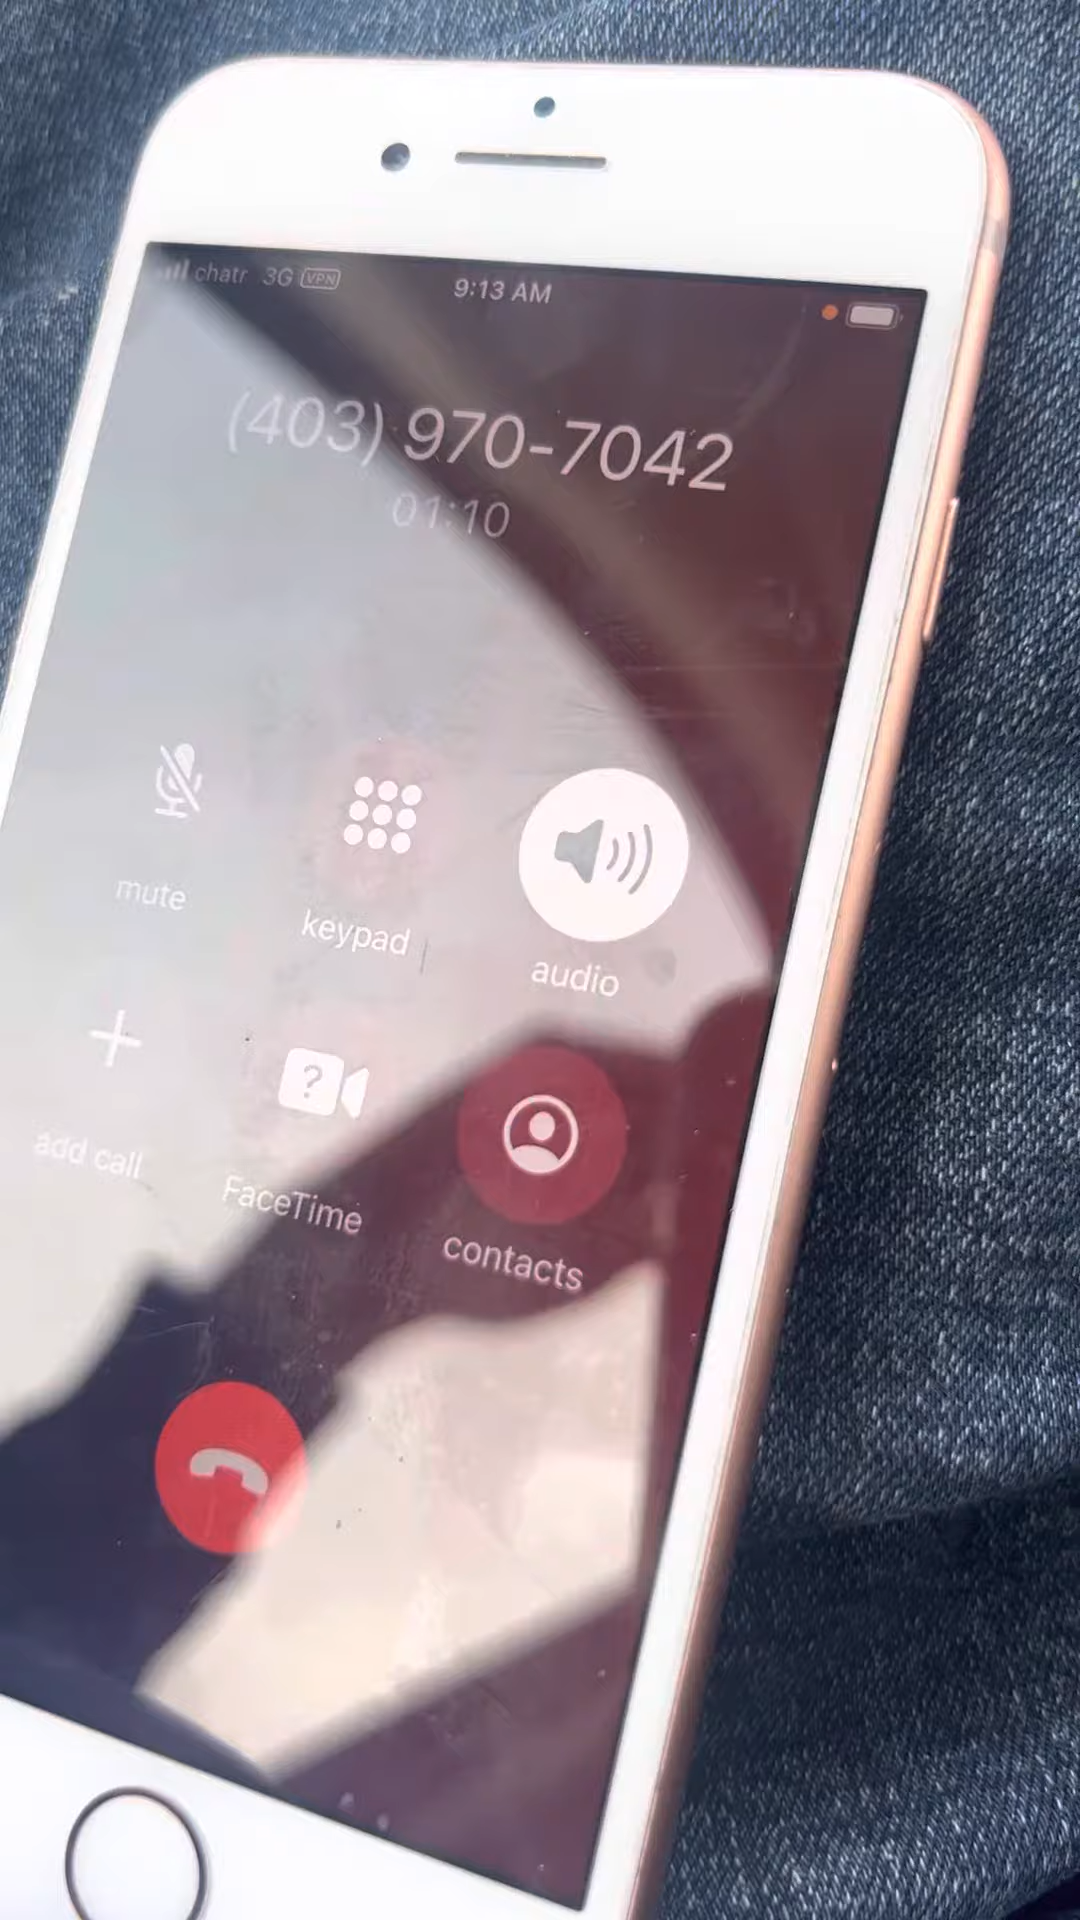 chatr 3G VPN 9:13 AM
(403) 970-7042
01:10
mute keypad audio
add call FaceTime contacts